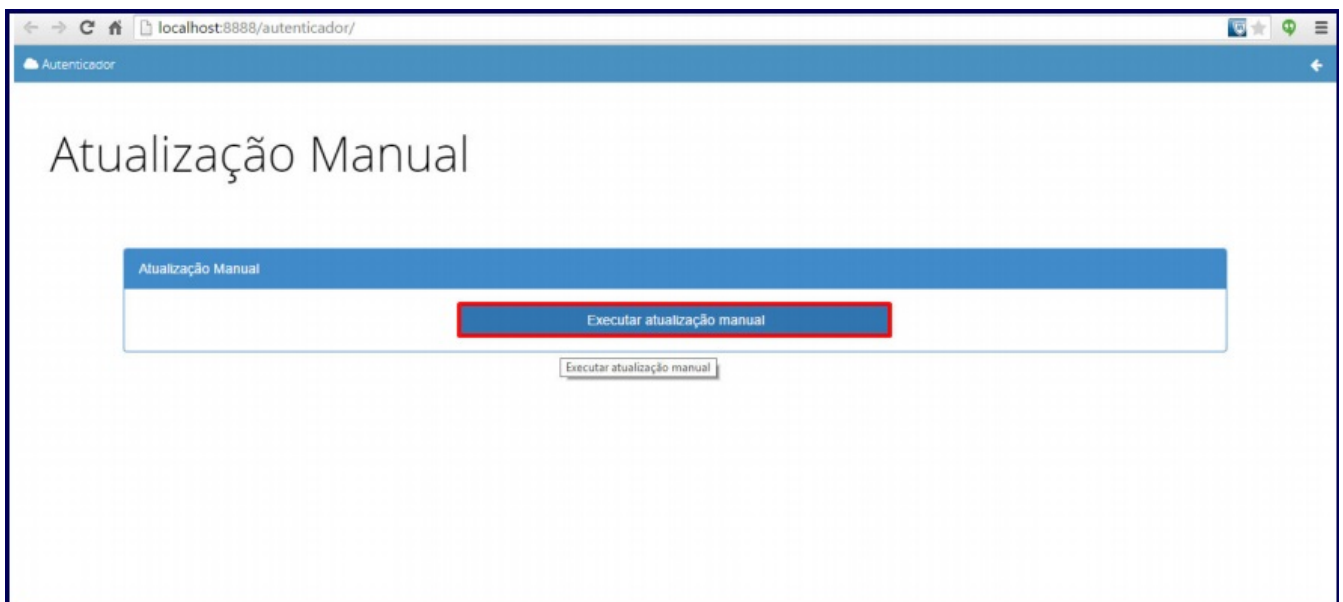 localhost:8888/autenticador/
Autenticador
Atualização Manual
Atualização Manual
Executar atualização manual
Executar atualização manual